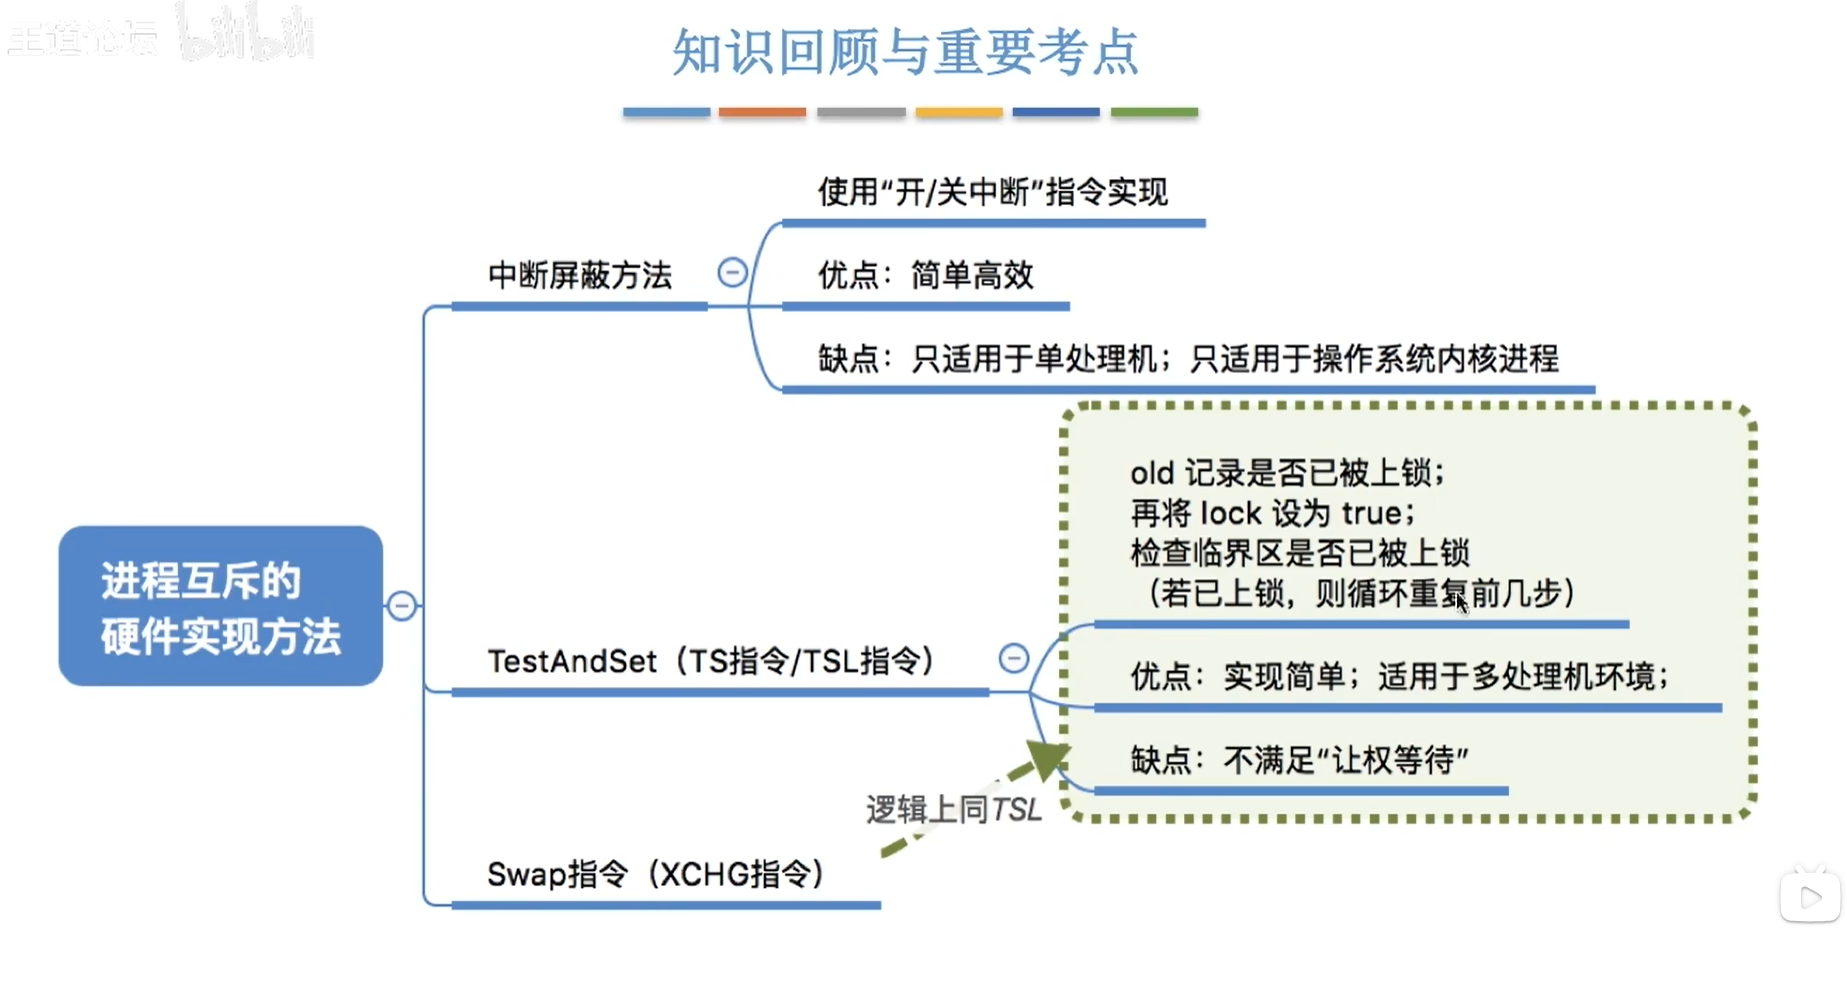 王道论坛 bilibili
知识回顾与重要考点
使用“开/关中断”指令实现
中断屏蔽方法
优点：简单高效
缺点：只适用于单处理机；只适用于操作系统内核进程
进程互斥的
硬件实现方法
old 记录是否已被上锁；
再将 lock 设为 true；
检查临界区是否已被上锁
（若已上锁，则循环重复前几步）
TestAndSet（TS指令/TSL指令）
优点：实现简单；适用于多处理机环境；
缺点：不满足“让权等待”
逻辑上同TSL
Swap指令（XCHG指令）